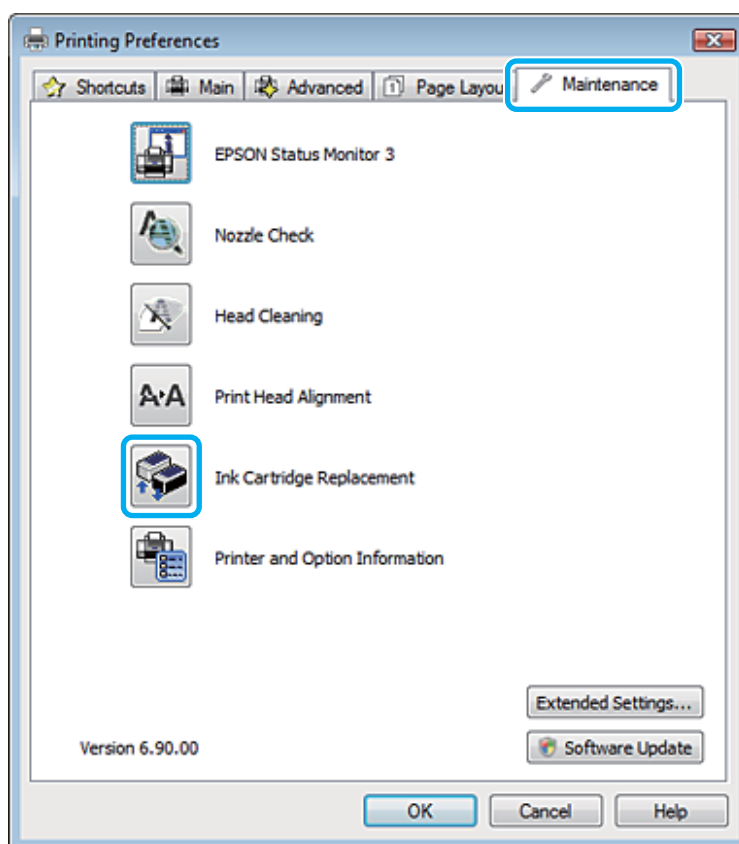 Printing Preferences
Shortcuts Main Advanced Page Layou Maintenance
EPSON Status Monitor 3
Nozzle Check
Head Cleaning
A A Print Head Alignment
Ink Cartridge Replacement
Printer and Option Information
Extended Settings...
Version 6.90.00 Software Update
OK Cancel Help